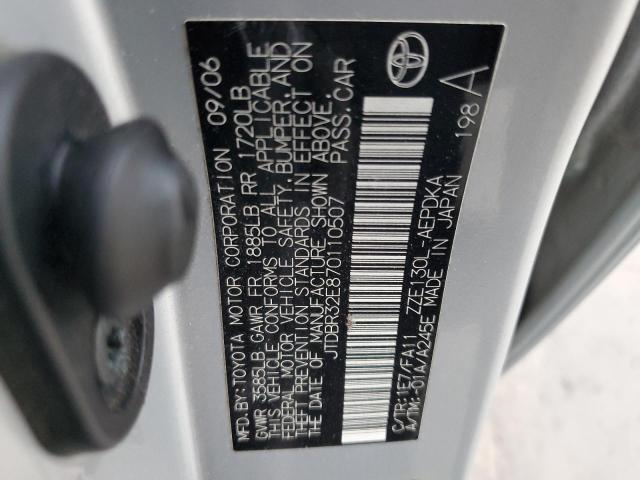 MFD.BY:TOYOTA MOTOR CORPORATION 09/06
GVWR 3585LB GAWR FR 1885LB RR 1720LB
THIS VEHICLE CONFORMS TO ALL APPLICABLE
FEDERAL MOTOR VEHICLE SAFETY, BUMPER, AND
THEFT PREVENTION STANDARDS IN EFFECT ON
THE DATE OF MANUFACTURE SHOWN ABOVE.
JTDBR32E870110507 PASS.CAR
C/TR:1E7/FA11 ZZE130L-AEPDKA
A/TM:-01A/A245E MADE IN JAPAN
198 A